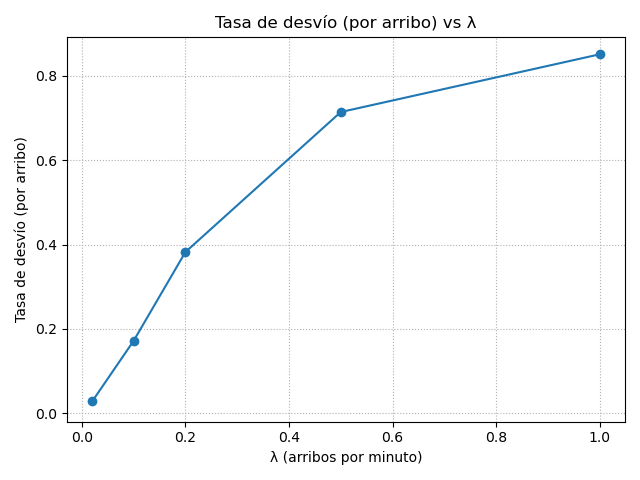 Tasa de desvío (por arribo) vs λ
Tasa de desvío (por arribo)
0.8
0.6
0.4
0.2
0.0
0.0 0.2 0.4 0.6 0.8 1.0
λ (arribos por minuto)